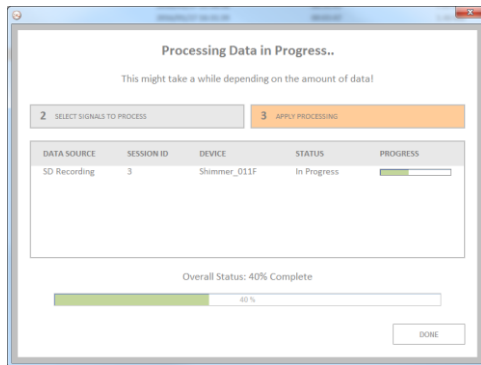 Processing Data in Progress..
This might take a while depending on the amount of data!
2 SELECT SIGNALS TO PROCESS 3 APPLY PROCESSING
DATA SOURCE SESSION ID DEVICE STATUS PROGRESS
SD Recording 3 Shimmer_011F In Progress
Overall Status: 40% Complete
40 %
DONE